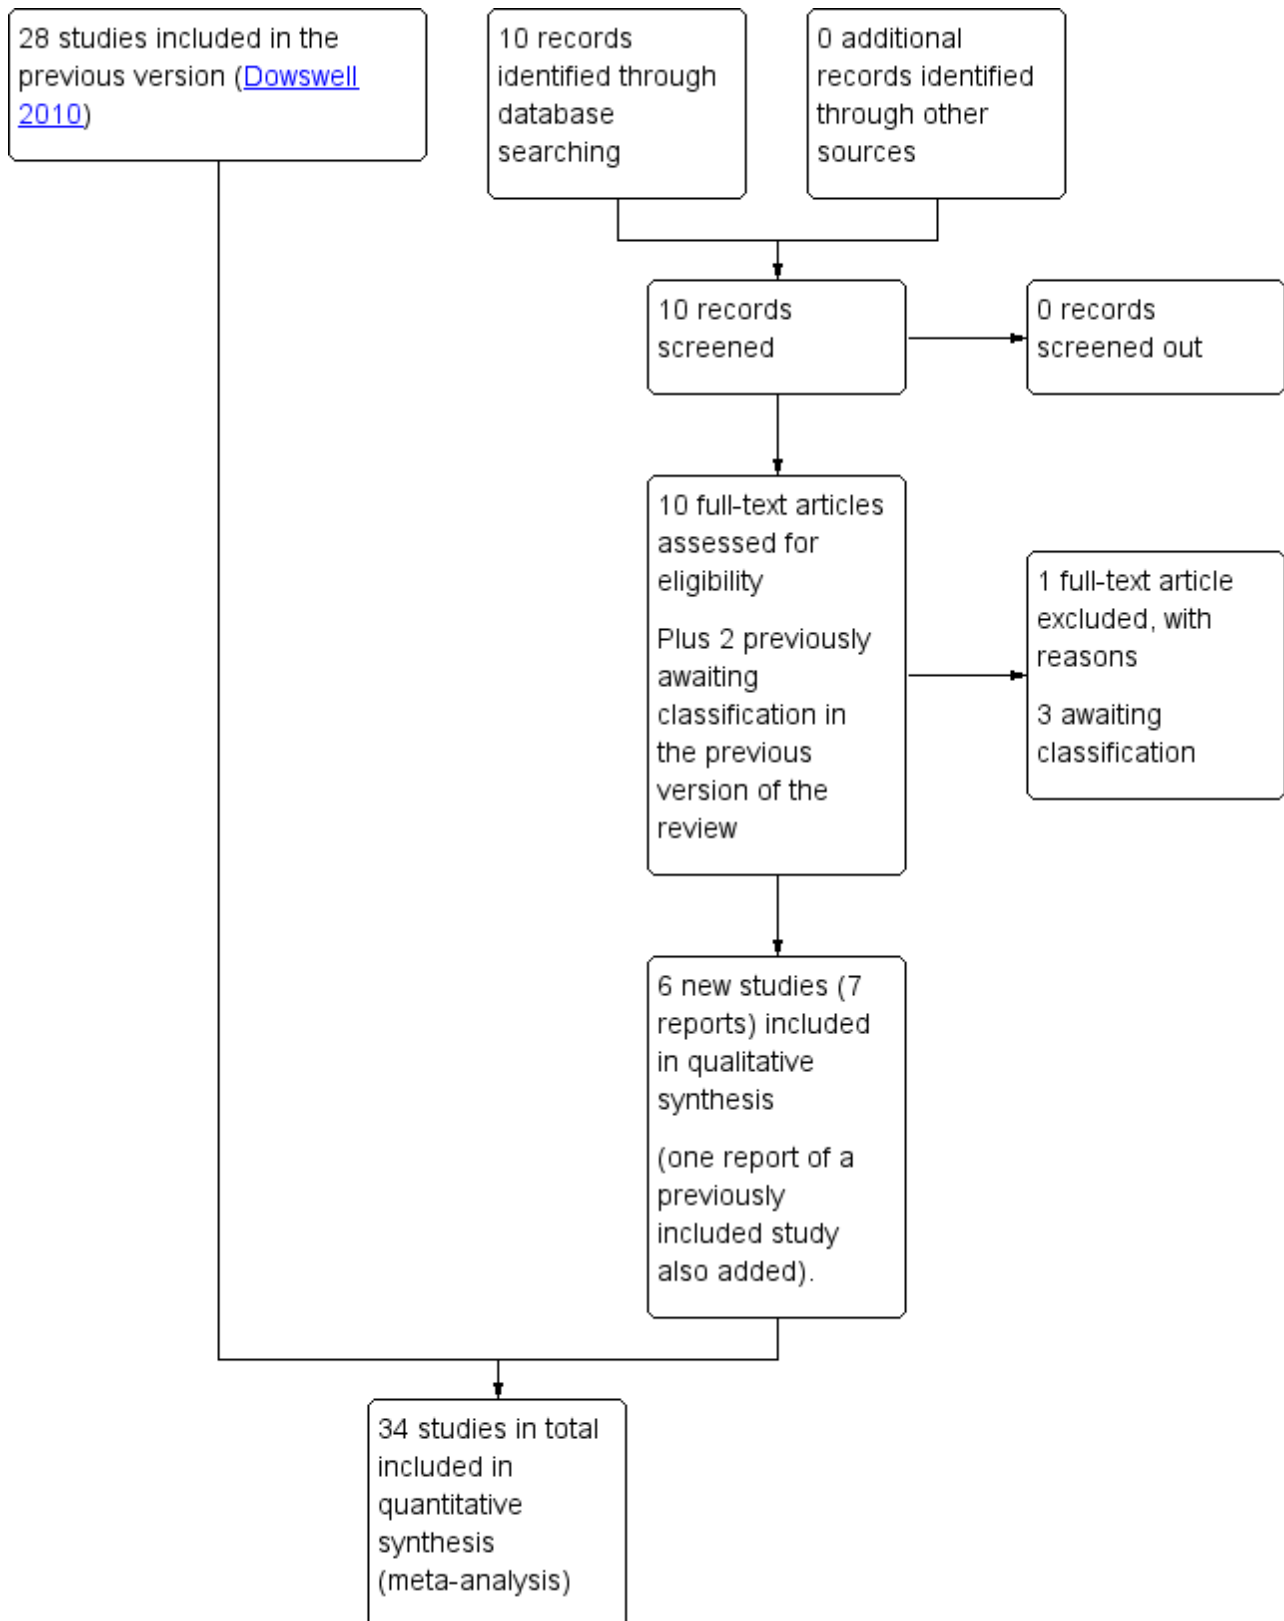 28 studies included in the
previous version (Dowswell
2010)
10 records
identified through
database
searching
0 additional
records identified
through other
sources
10 records
screened
0 records
screened out
10 full-text articles
assessed for
eligibility
Plus 2 previously
awaiting
classification in
the previous
version of the
review
1 full-text article
excluded, with
reasons
3 awaiting
classification
6 new studies (7
reports) included
in qualitative
synthesis
(one report of a
previously
included study
also added).
34 studies in total
included in
quantitative
synthesis
(meta-analysis)